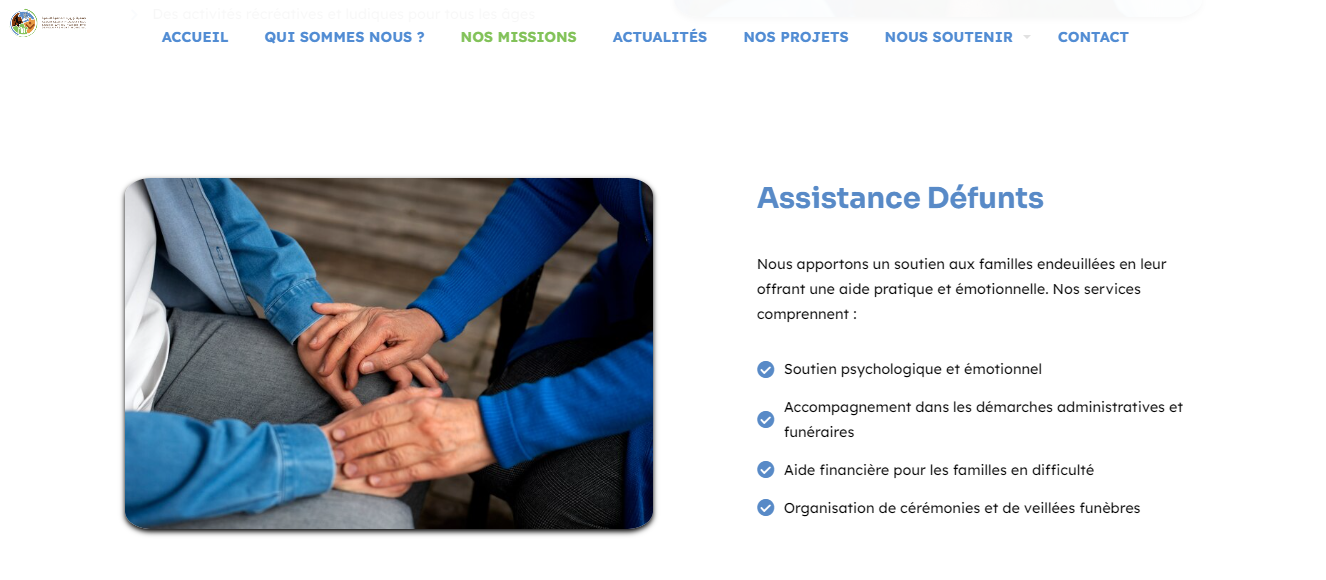 Des activités récréatives et ludiques pour tous les âges
ACCUEIL QUI SOMMES NOUS ? NOS MISSIONS ACTUALITÉS NOS PROJETS NOUS SOUTENIR CONTACT
Assistance Défunts
Nous apportons un soutien aux familles endeuillées en leur
offrant une aide pratique et émotionnelle. Nos services
comprennent :
Soutien psychologique et émotionnel
Accompagnement dans les démarches administratives et
funéraires
Aide financière pour les familles en difficulté
Organisation de cérémonies et de veillées funèbres